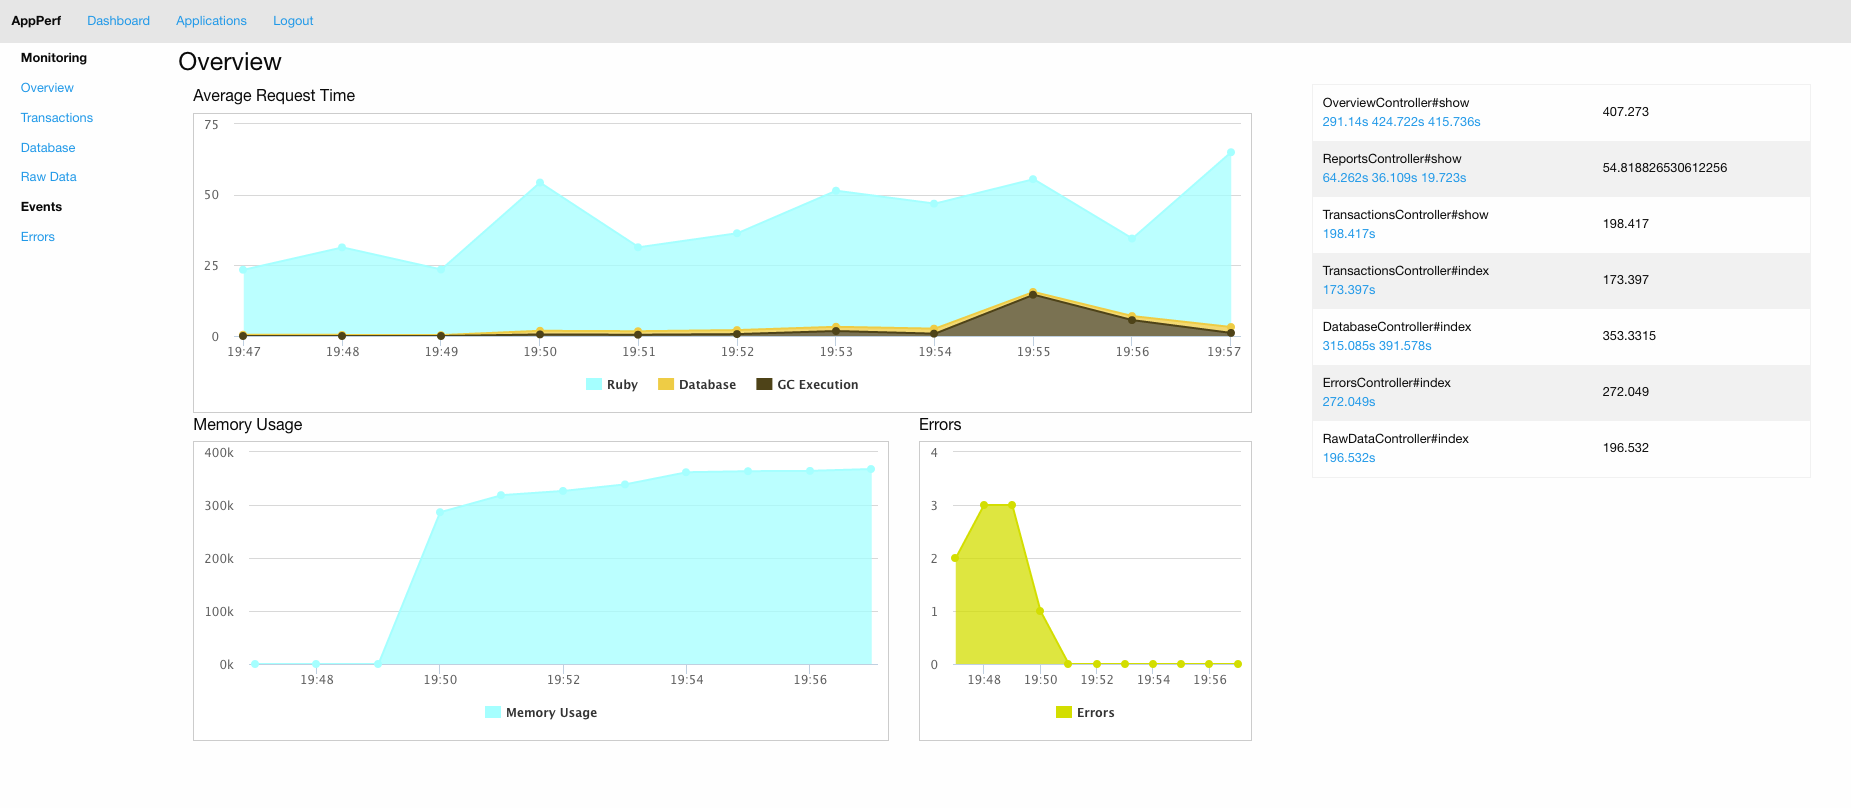 AppPerf Dashboard Applications Logout
Monitoring
Overview
Transactions
Database
Raw Data
Events
Errors
Overview
Average Request Time
75
50
25
0
19:47 19:48 19:49 19:50 19:51 19:52 19:53 19:54 19:55 19:56 19:57
Ruby Database GC Execution
Memory Usage
400k
300k
200k
100k
0k
19:48 19:50 19:52 19:54 19:56
Memory Usage
Errors
4
3
2
1
0
19:48 19:50 19:52 19:54 19:56
Errors
OverviewController#show
291.14s 424.722s 415.736s
407.273
ReportsController#show
64.262s 36.109s 19.723s
54.818826530612256
TransactionsController#show
198.417s
198.417
TransactionsController#index
173.397s
173.397
DatabaseController#index
315.085s 391.578s
353.3315
ErrorsController#index
272.049s
272.049
RawDataController#index
196.532s
196.532